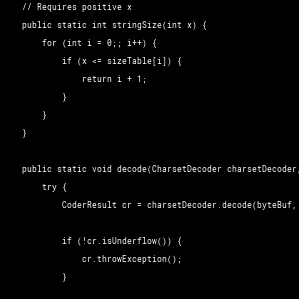 // Requires positive x
public static int stringSize(int x) {
for (int i = 0;; i++) {
if (x <= sizeTable[i]) {
return i + 1;
}
}
}
public static void decode(CharsetDecoder charsetDecoder,
try {
CoderResult cr = charsetDecoder.decode(byteBuf,
if (!cr.isUnderflow()) {
cr.throwException();
}